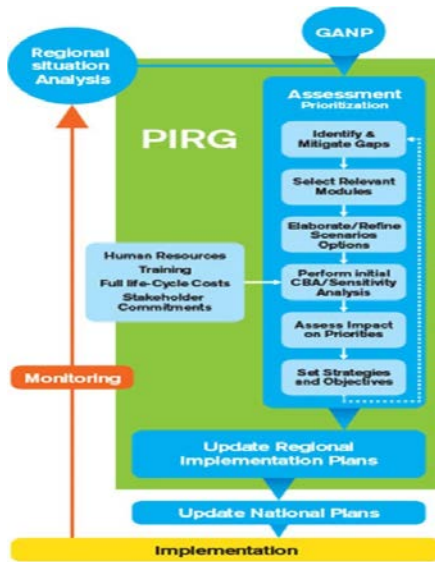 Regional
situation
Analysis
GANP
PIRG
Assessment
Prioritization
Identify &
Mitigate Gaps
Select Relevant
Modules
Elaborate/Refine
Scenarios
Options
Human Resources
Training
Full life-Cycle Costs
Stakeholder
Commitments
Perform initial
CBA/Sensitivity
Analysis
Assess Impact
on Priorities
Set Strategies
and Objectives
Monitoring
Update Regional
Implementation Plans
Update National Plans
Implementation